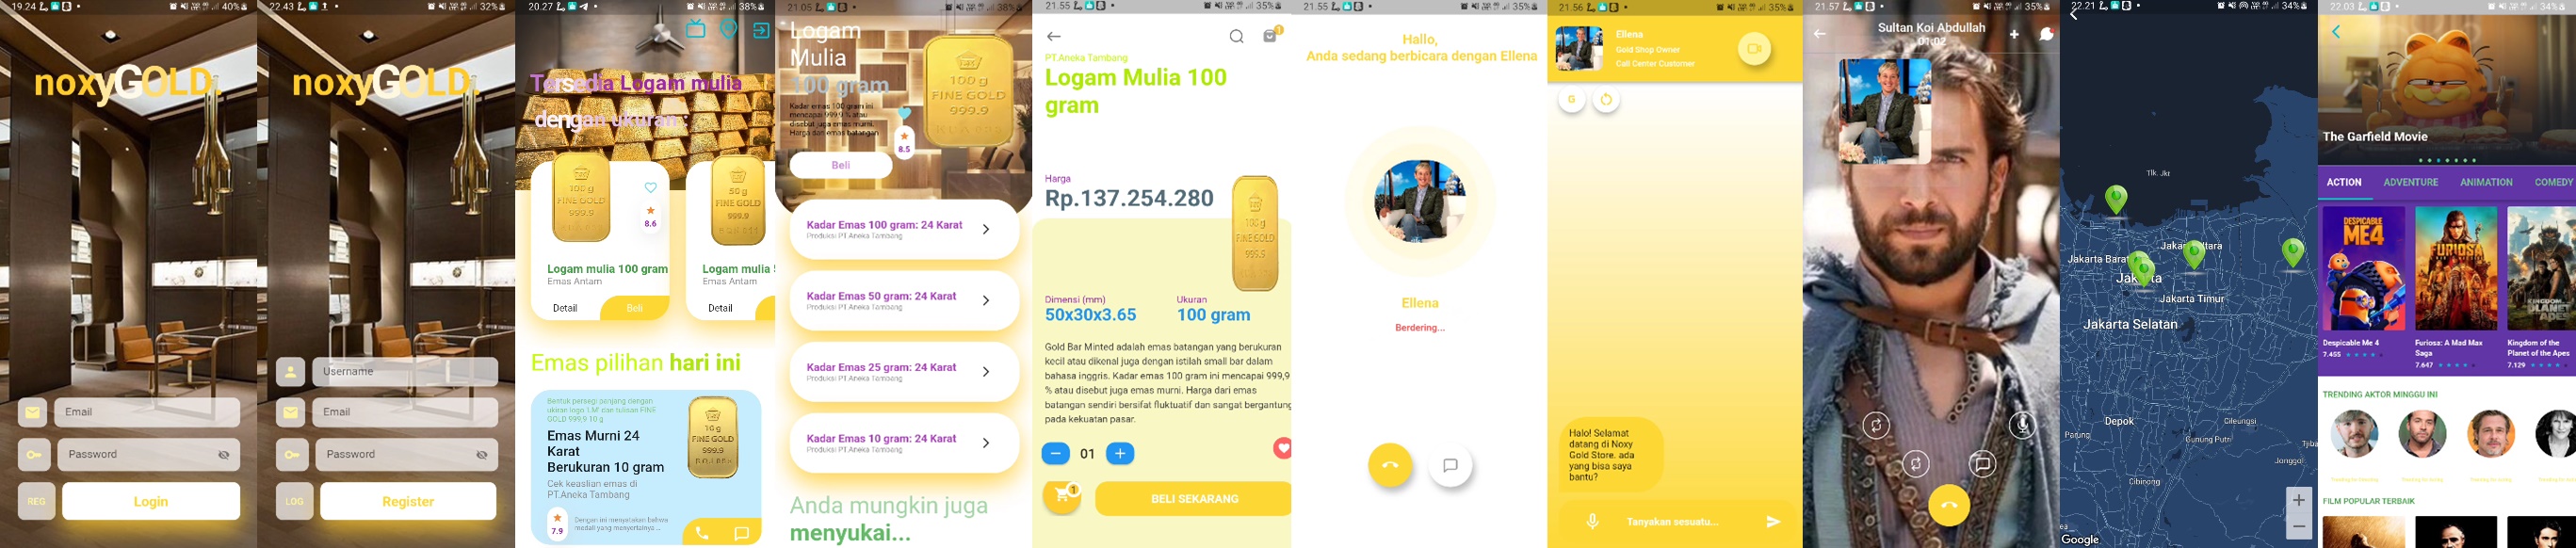 19.24
40%
noxyGOLD.
Email
Password
REG
Login
22.43
32%
noxyGOLD.
Username
Email
Password
LOG
Register
20.27
38%
Tersedia Logam mulia
dengan ukuran :
100 g
FINE GOLD
999.9
8.6
Logam mulia 100 gram
Emas Antam
Detail
Beli
50 g
FINE GOLD
999.9
Logam mulia 5
Emas Antam
Detail
Emas pilihan hari ini
Bentuk persegi panjang dengan
ukiran logo LM dan tulisan FINE
GOLD 999,9 10 g
Emas Murni 24
Karat
Berukuran 10 gram
Cek keaslian emas di
PT.Aneka Tambang
7.9
Dengan ini menyatakan bahwa
medali yang menyertainya ...
10 g
FINE GOLD
999.9
21.05
38%
Logam
Mulia
100 gram
Kadar emas 100 gram ini
mencapai 999,9 % atau
disebut juga emas murni.
Harga dari emas batangan
8.5
Beli
100 g
FINE GOLD
999.9
Kadar Emas 100 gram: 24 Karat
Produksi PT.Aneka Tambang
Kadar Emas 50 gram: 24 Karat
Produksi PT.Aneka Tambang
Kadar Emas 25 gram: 24 Karat
Produksi PT.Aneka Tambang
Kadar Emas 10 gram: 24 Karat
Produksi PT.Aneka Tambang
Anda mungkin juga
menyukai...
21.55
35%
1
PT.Aneka Tambang
Logam Mulia 100
gram
Harga
Rp.137.254.280
100 g
FINE GOLD
999.9
Dimensi (mm)
50x30x3.65
Ukuran
100 gram
Gold Bar Minted adalah emas batangan yang berukuran
kecil atau dikenal juga dengan istilah small bar dalam
bahasa inggris. Kadar emas 100 gram ini mencapai 999,9
% atau disebut juga emas murni. Harga dari emas
batangan sendiri bersifat fluktuatif dan sangat bergantung
pada kekuatan pasar.
01
1
BELI SEKARANG
21.55
35%
Hallo,
Anda sedang berbicara dengan Ellena
Ellena
Berdering...
21.56
35%
Ellena
Gold Shop Owner
Call Center Customer
G
Halo! Selamat
datang di Noxy
Gold Store. ada
yang bisa saya
bantu?
Tanyakan sesuatu...
21.57
35%
Sultan Koi Abdullah
01:02
22.21
34%
Tlk. Jkt
Jakarta Utara
Jakarta Barat
Jakarta
Jakarta Timur
Jakarta Selatan
Depok
Cileungsi
Parung
Gunung Putri
Cibinong
Jonggol
Google
22.03
34%
The Garfield Movie
ACTION
ADVENTURE
ANIMATION
COMEDY
DESPICABLE
ME4
FURIOSA
KINGDOM
PLANET
APES
Despicable Me 4
7.455
Furiosa: A Mad Max
Saga
7.647
Kingdom of the
Planet of the Apes
7.129
TRENDING AKTOR MINGGU INI
FILM POPULAR TERBAIK